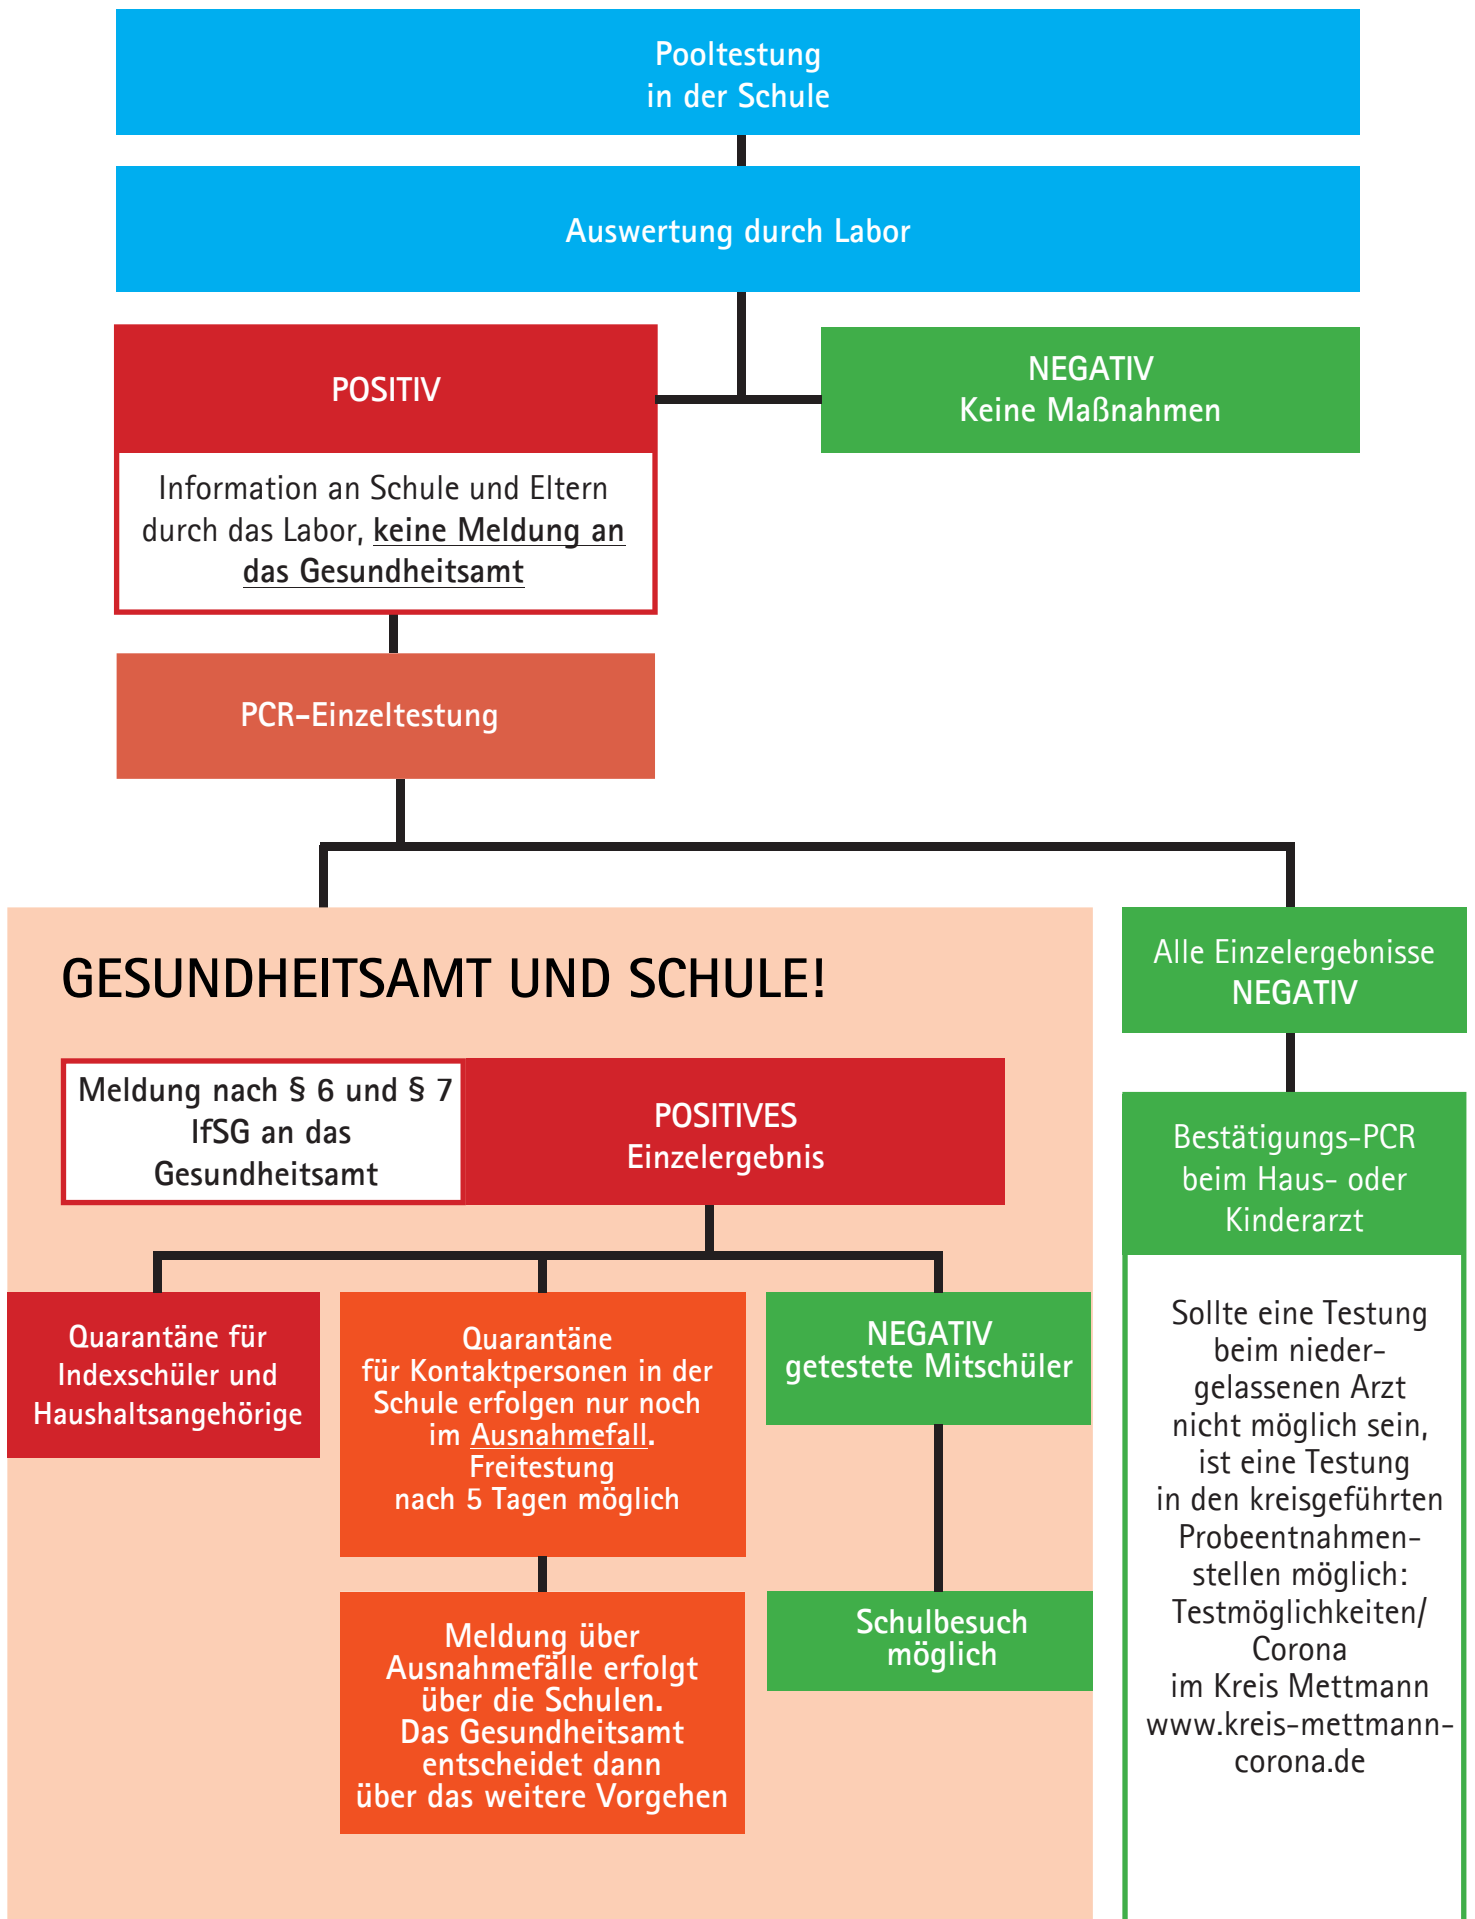 Pooltestung
in der Schule
Auswertung durch Labor
POSITIV
Information an Schule und Eltern
durch das Labor, keine Meldung an
das Gesundheitsamt
NEGATIV
Keine Maßnahmen
PCR-Einzeltestung
GESUNDHEITSAMT UND SCHULE!
Meldung nach § 6 und § 7
IfSG an das
Gesundheitsamt
POSITIVES
Einzelergebnis
Quarantäne für
Indexschüler und
Haushaltsangehörige
Quarantäne
für Kontaktpersonen in der
Schule erfolgen nur noch
im Ausnahmefall.
Freitestung
nach 5 Tagen möglich
Meldung über
Ausnahmefälle erfolgt
über die Schulen.
Das Gesundheitsamt
entscheidet dann
über das weitere Vorgehen
NEGATIV
getestete Mitschüler
Schulbesuch
möglich
Alle Einzelergebnisse
NEGATIV
Bestätigungs-PCR
beim Haus- oder
Kinderarzt
Sollte eine Testung
beim nieder-
gelassenen Arzt
nicht möglich sein,
ist eine Testung
in den kreisgeführten
Probeentnahmen-
stellen möglich:
Testmöglichkeiten/
Corona
im Kreis Mettmann
www.kreis-mettmann-
corona.de